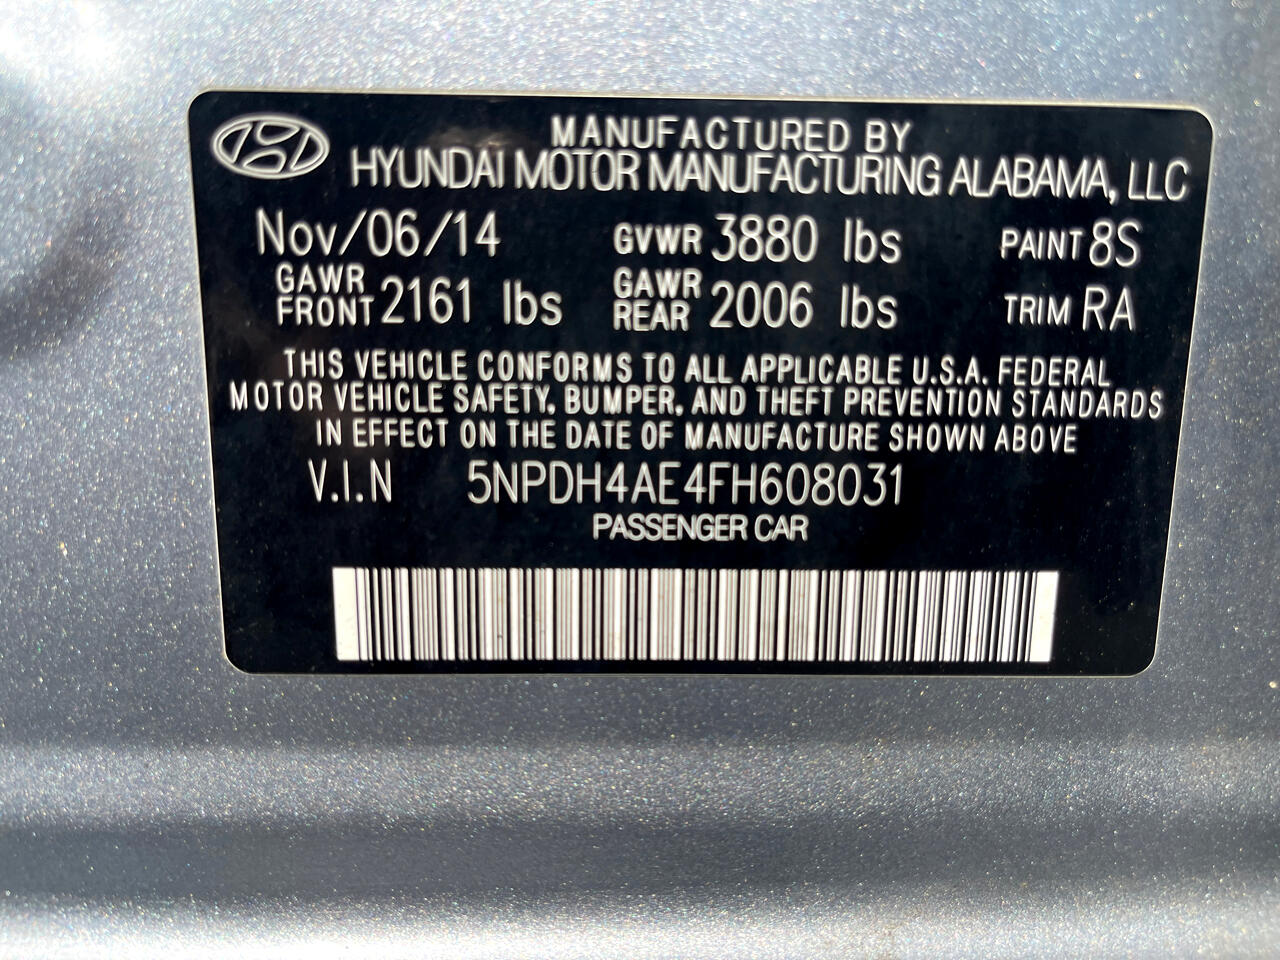 MANUFACTURED BY
HYUNDAI MOTOR MANUFACTURING ALABAMA, LLC
Nov/06/14 GVWR 3880 lbs PAINT 8S
GAWR FRONT 2161 lbs GAWR REAR 2006 lbs TRIM RA
THIS VEHICLE CONFORMS TO ALL APPLICABLE U.S.A. FEDERAL
MOTOR VEHICLE SAFETY, BUMPER, AND THEFT PREVENTION STANDARDS
IN EFFECT ON THE DATE OF MANUFACTURE SHOWN ABOVE
V.I.N 5NPDH4AE4FH608031
PASSENGER CAR